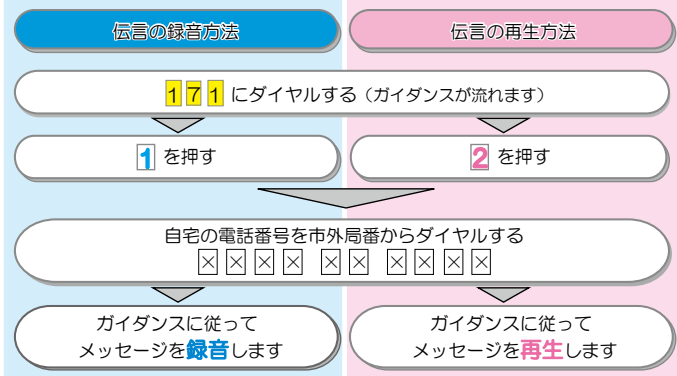 伝言の録音方法
伝言の再生方法
171にダイヤルする（ガイダンスが流れます）
1を押す
2を押す
自宅の電話番号を市外局番からダイヤルする
×××× ×× ××××
ガイダンスに従って
メッセージを録音します
ガイダンスに従って
メッセージを再生します